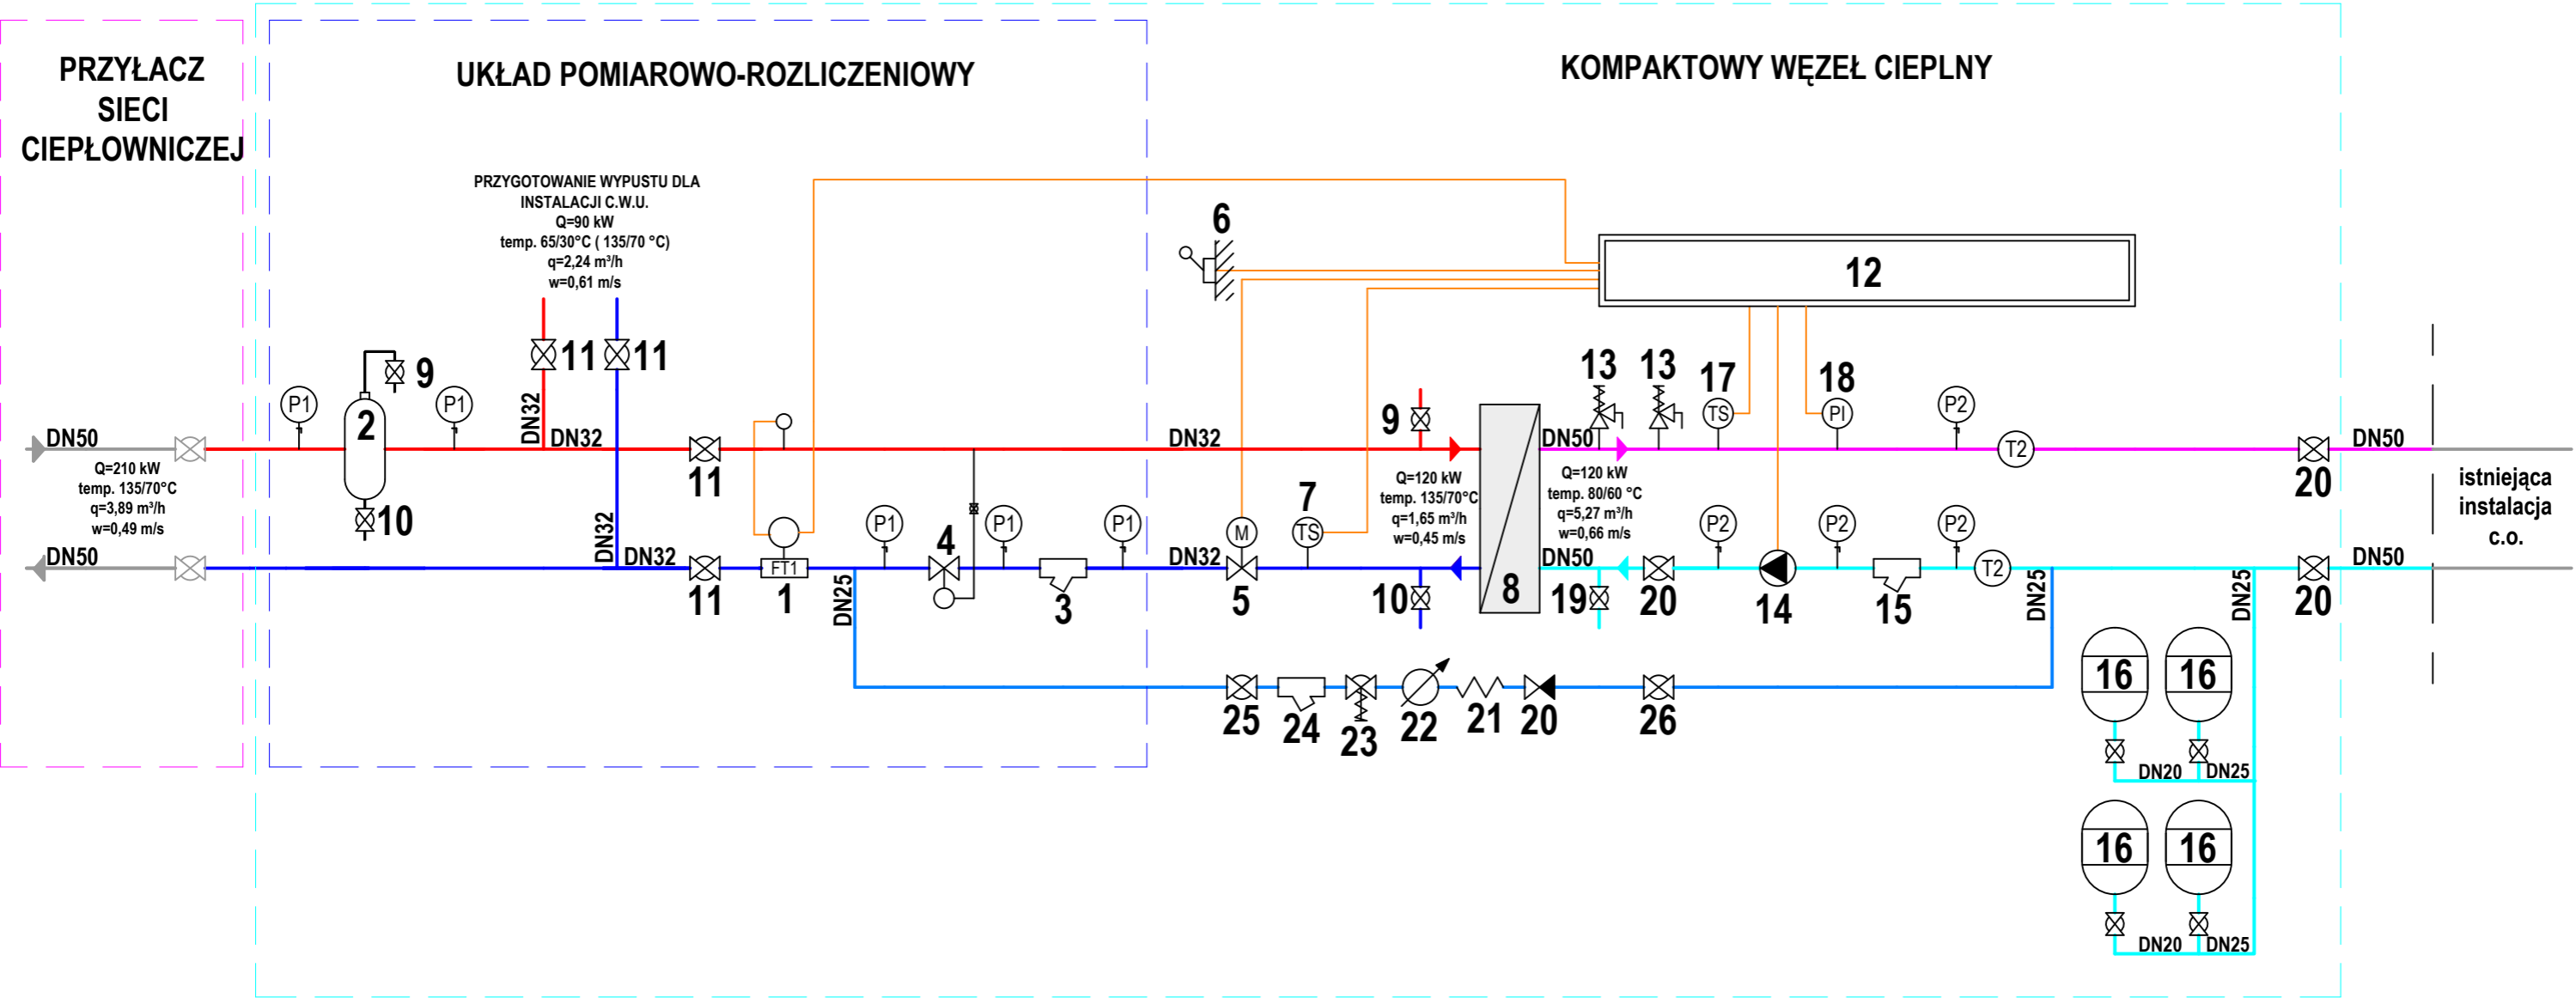 PRZYŁACZ
SIECI
CIEPŁOWNICZEJ
UKŁAD POMIAROWO-ROZLICZENIOWY
KOMPAKTOWY WĘZEŁ CIEPLNY
PRZYGOTOWANIE WYPUSTU DLA
INSTALACJI C.W.U.
Q=90 kW
temp. 65/30°C ( 135/70 °C)
q=2,24 m³/h
w=0,61 m/s
6
12
11
11
9
P1
2
P1
DN32
DN50
DN32
11
DN32
9
13
13
17
18
TS
PI
P2
DN50
T2
20
DN50
Q=210 kW
temp. 135/70°C
q=3,89 m³/h
w=0,49 m/s
10
Q=120 kW
temp. 135/70°C
q=1,65 m³/h
w=0,45 m/s
Q=120 kW
temp. 80/60 °C
q=5,27 m³/h
w=0,66 m/s
istniejąca
instalacja
c.o.
DN50
DN32
DN32
11
FT1
1
P1
4
P1
3
P1
DN32
M
5
7
TS
10
8
DN50
19
20
P2
14
P2
15
P2
T2
20
DN50
DN25
DN25
DN25
25
24
23
22
21
20
26
16
16
DN20
DN25
16
16
DN20
DN25